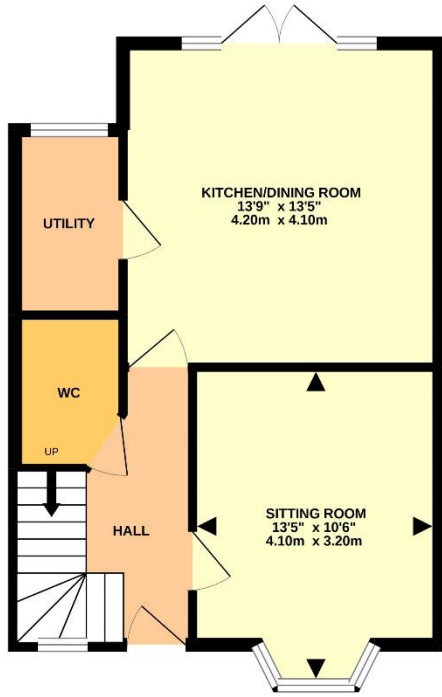 KITCHEN/DINING ROOM
13'9" x 13'5"
4.20m x 4.10m
UTILITY
WC
UP
HALL
SITTING ROOM
13'5" x 10'6"
4.10m x 3.20m